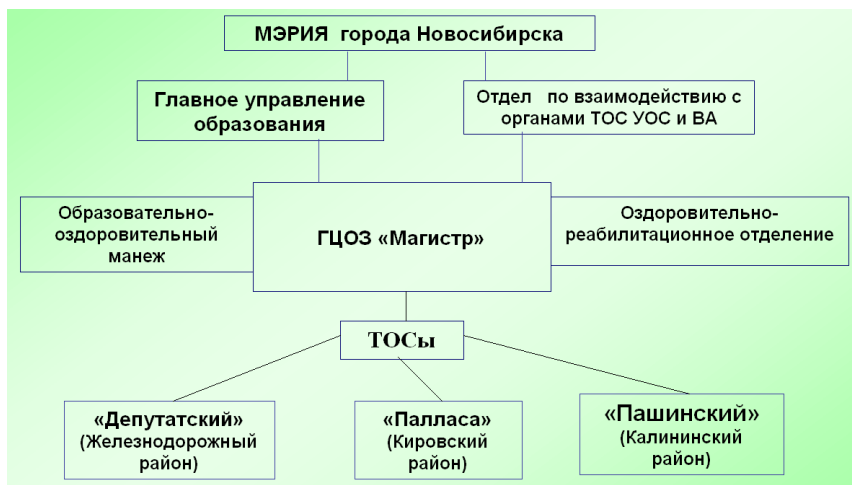 МЭРИЯ города Новосибирска
Главное управление
образования
Отдел по взаимодействию с
органами ТОС УОС и ВА
Образовательно-
оздоровительный
манеж
ГЦОЗ «Магистр»
Оздоровительно-
реабилитационное отделение
ТОСы
«Депутатский»
(Железнодорожный
район)
«Палласа»
(Кировский
район)
«Пашинский»
(Калининский
район)